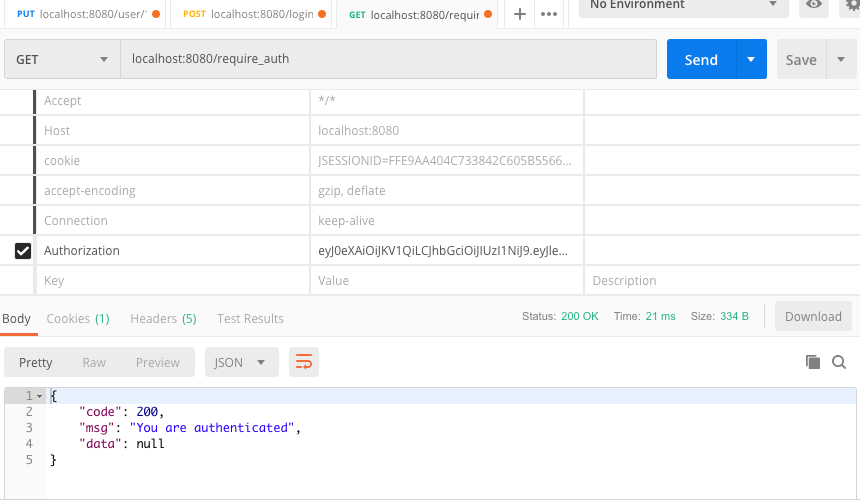 PUT localhost:8080/user/ POST localhost:8080/login GET localhost:8080/requir + ••• No Environment
GET localhost:8080/require_auth Send Save
Accept */*
Host localhost:8080
cookie JSESSIONID=FFE9AA404C733842C605B5566...
accept-encoding gzip, deflate
Connection keep-alive
Authorization eyJ0eXAiOiJKV1QiLCJhbGciOiJIUzI1NiJ9.eyJle...
Key Value Description
Body Cookies (1) Headers (5) Test Results Status: 200 OK Time: 21 ms Size: 334 B Download
Pretty Raw Preview JSON
1 {
2 "code": 200,
3 "msg": "You are authenticated",
4 "data": null
5 }